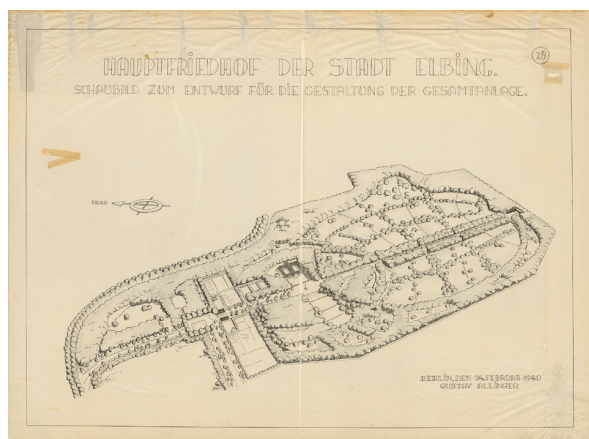 HAUPTFRIEDHOF DER STADT ELBING.
28
SCHAUBILD ZUM ENTWURF FÜR DIE GESTALTUNG DER GESAMTANLAGE.
BERLIN, DEN 24. FEBRUAR 1940
GUSTAV ALLINGER